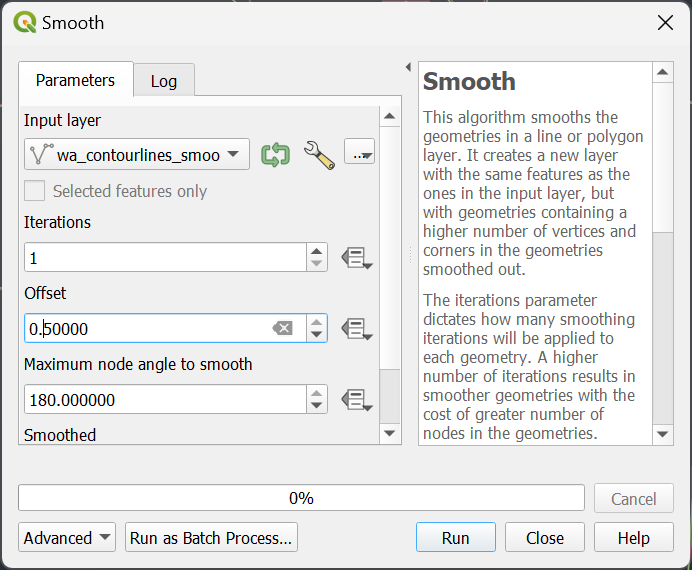 Smooth
Parameters
Log
Input layer
wa_contourlines_smoo
...
Selected features only
Iterations
1
Offset
0.50000
Maximum node angle to smooth
180.000000
Smoothed
Smooth
This algorithm smooths the
geometries in a line or polygon
layer. It creates a new layer
with the same features as the
ones in the input layer, but
with geometries containing a
higher number of vertices and
corners in the geometries
smoothed out.
The iterations parameter
dictates how many smoothing
iterations will be applied to
each geometry. A higher
number of iterations results in
smoother geometries with the
cost of greater number of
nodes in the geometries.
0%
Cancel
Advanced
Run as Batch Process...
Run
Close
Help